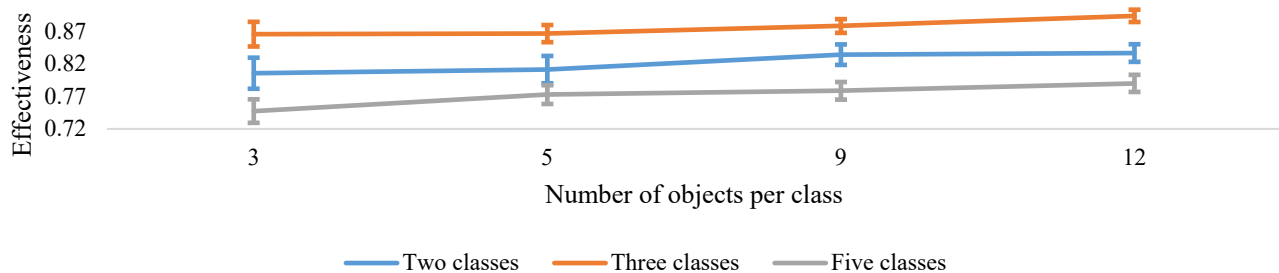 Effectiveness
0.87
0.82
0.77
0.72
3 5 9 12
Number of objects per class
Two classes Three classes Five classes